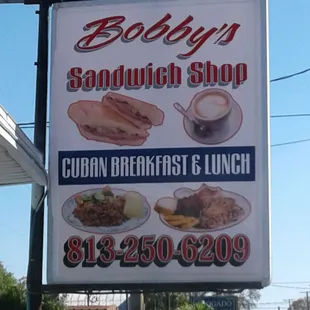 Bobby's
Sandwich Shop
CUBAN BREAKFAST & LUNCH
813-250-6209